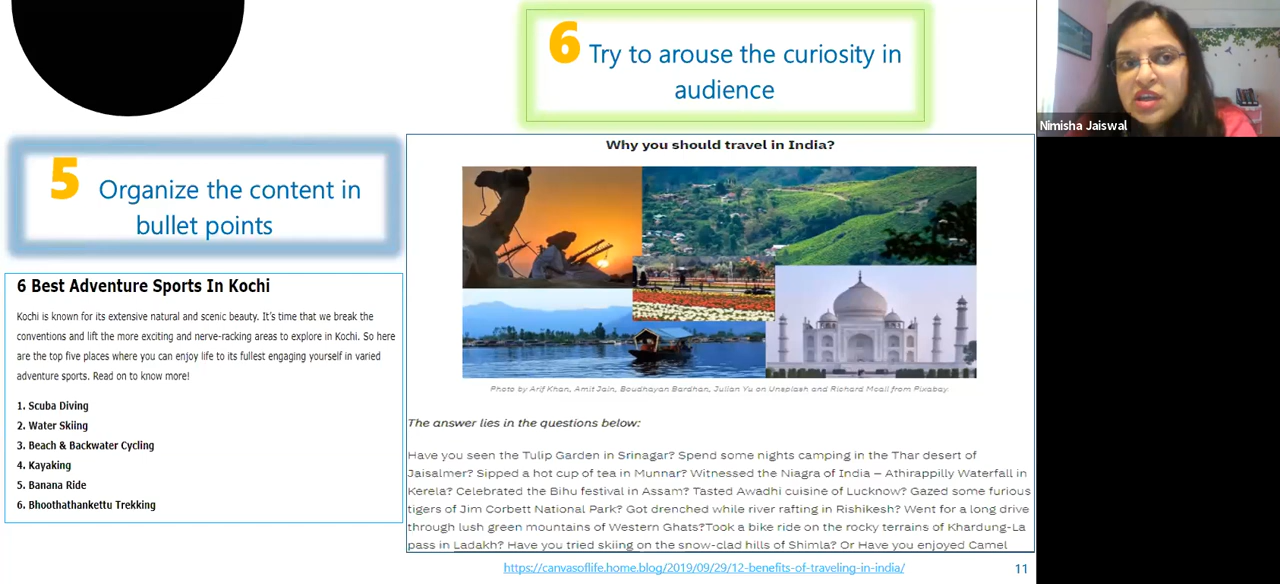 5 Organize the content in
bullet points
6 Best Adventure Sports In Kochi
Kochi is known for its extensive natural and scenic beauty. It's time that we break the
conventions and lift the more exciting and nerve-racking areas to explore in Kochi. So here
are the top five places where you can enjoy life to its fullest engaging yourself in varied
adventure sports. Read on to know more!
1. Scuba Diving
2. Water Skiing
3. Beach & Backwater Cycling
4. Kayaking
5. Banana Ride
6. Bhoothathankettu Trekking
6 Try to arouse the curiosity in
audience
Why you should travel in India?
Photo by Arif Khan, Amit Jain, Boudhayan Bardhan, Julian Yu on Unsplash and Richard Moall from Pixabay
The answer lies in the questions below:
Have you seen the Tulip Garden in Srinagar? Spend some nights camping in the Thar desert of
Jaisalmer? Sipped a hot cup of tea in Munnar? Witnessed the Niagra of India – Athirappilly Waterfall in
Kerela? Celebrated the Bihu festival in Assam? Tasted Awadhi cuisine of Lucknow? Gazed some furious
tigers of Jim Corbett National Park? Got drenched while river rafting in Rishikesh? Went for a long drive
through lush green mountains of Western Ghats?Took a bike ride on the rocky terrains of Khardung-La
pass in Ladakh? Have you tried skiing on the snow-clad hills of Shimla? Or Have you enjoyed Camel
https://canvasoflife.home.blog/2019/09/29/12-benefits-of-traveling-in-india/
11
Nimisha Jaiswal